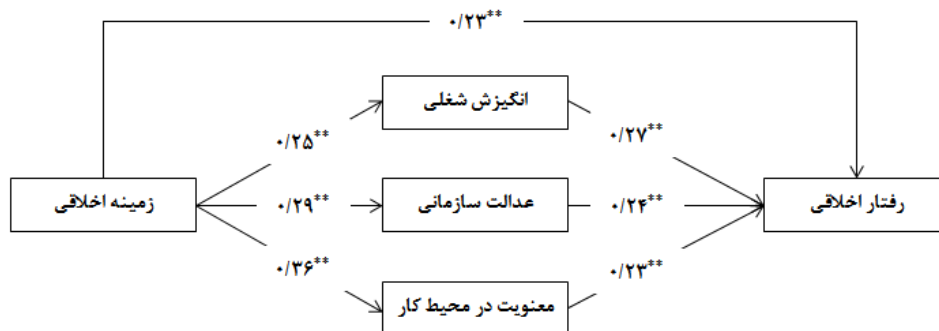 ۰/۲۳**
انگیزش شغلی
۰/۲۵**
۰/۲۷**
زمینه اخلاقی
۰/۲۹**
عدالت سازمانی
۰/۲۴**
رفتار اخلاقی
۰/۳۶**
۰/۲۳**
معنویت در محیط کار